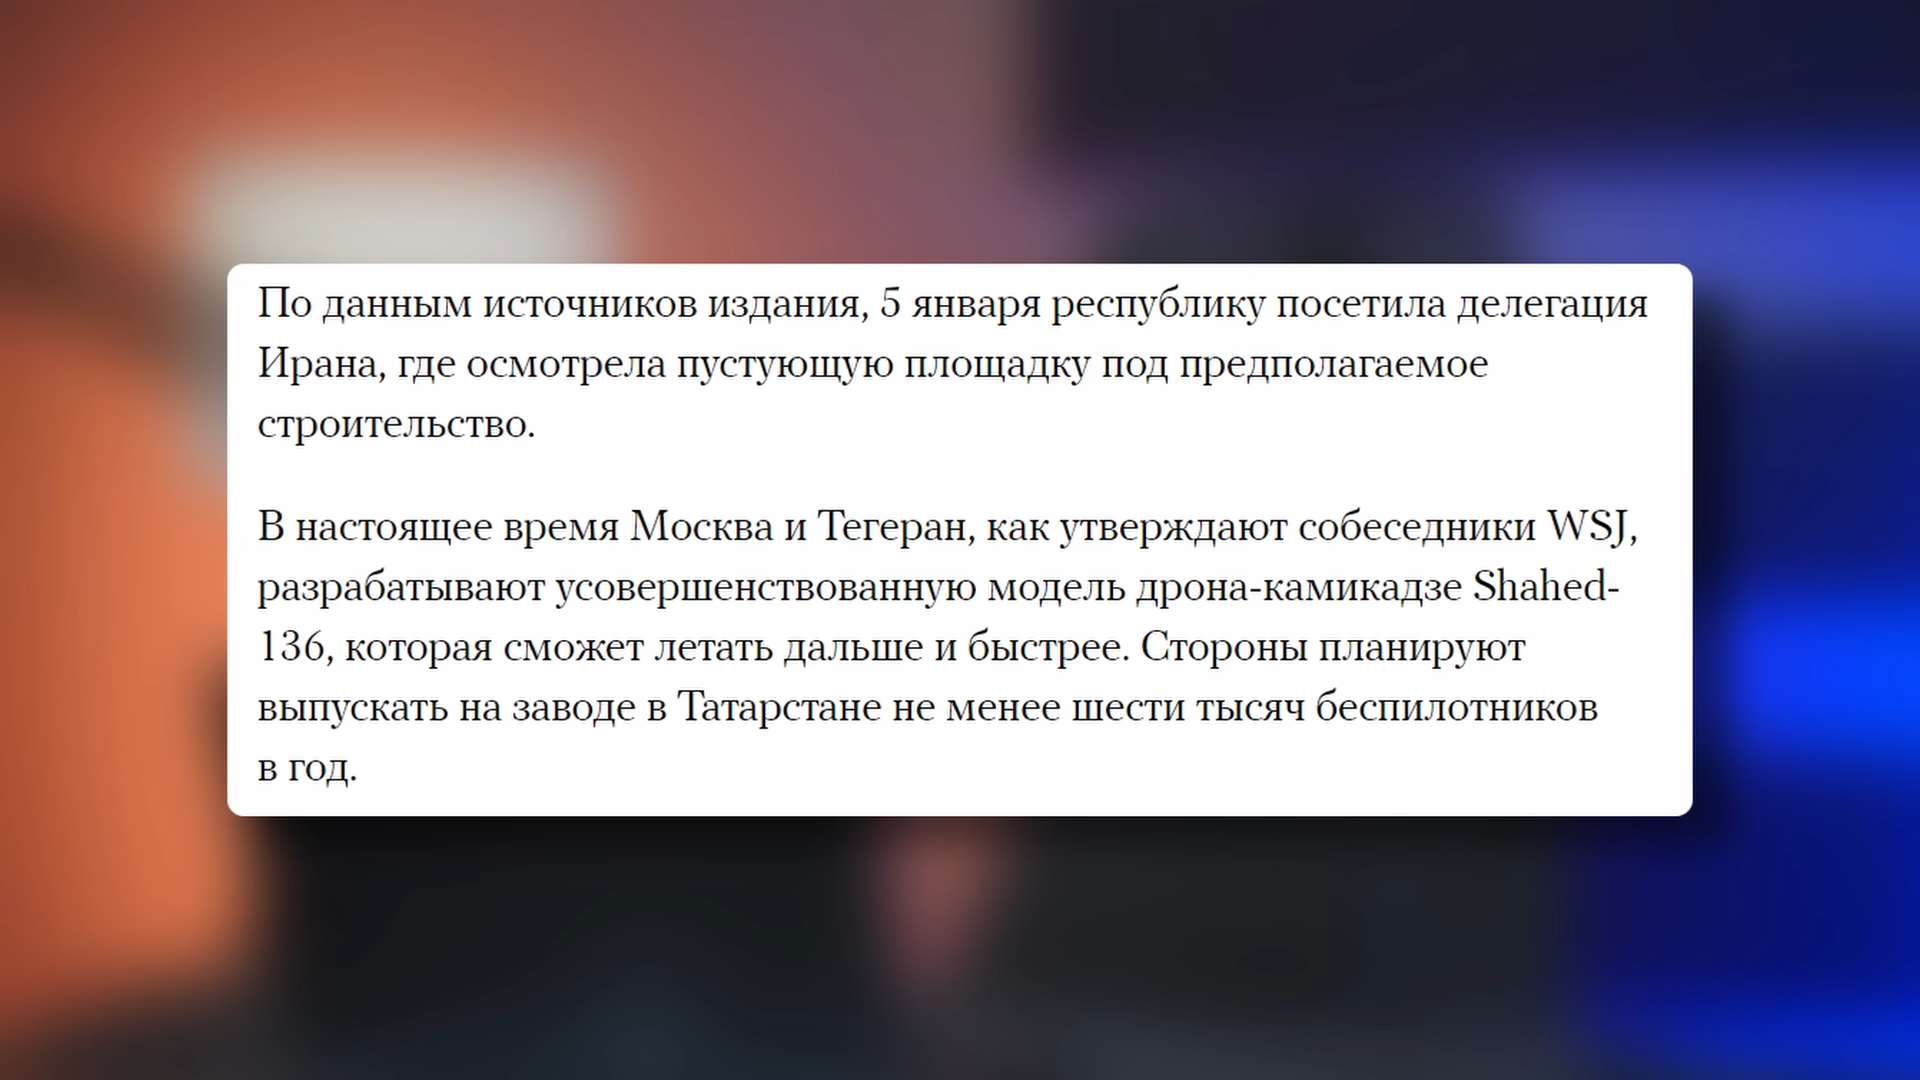 По данным источников издания, 5 января республику посетила делегация
Ирана, где осмотрела пустующую площадку под предполагаемое
строительство.
В настоящее время Москва и Тегеран, как утверждают собеседники WSJ,
разрабатывают усовершенствованную модель дрона-камикадзе Shahed-
136, которая сможет летать дальше и быстрее. Стороны планируют
выпускать на заводе в Татарстане не менее шести тысяч беспилотников
в год.